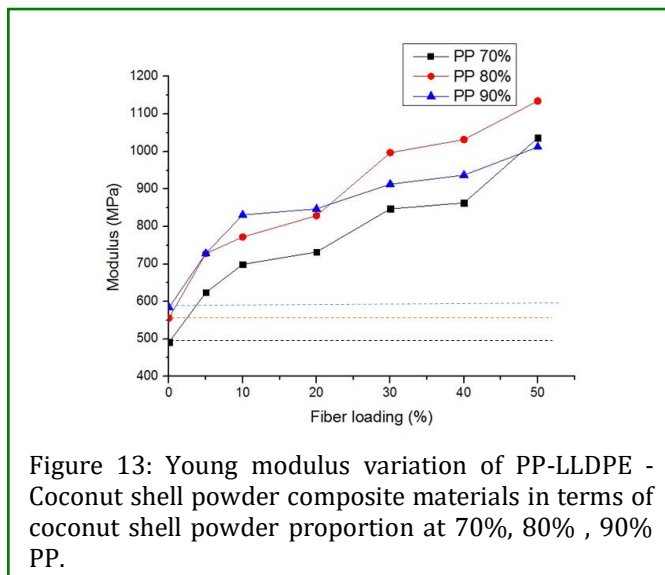 PP 70%
PP 80%
PP 90%
1200
1100
1000
900
800
700
600
500
400
Modulus (MPa)
0 10 20 30 40 50
Fiber loading (%)
Figure 13: Young modulus variation of PP-LLDPE -
Coconut shell powder composite materials in terms of
coconut shell powder proportion at 70%, 80% , 90%
PP.